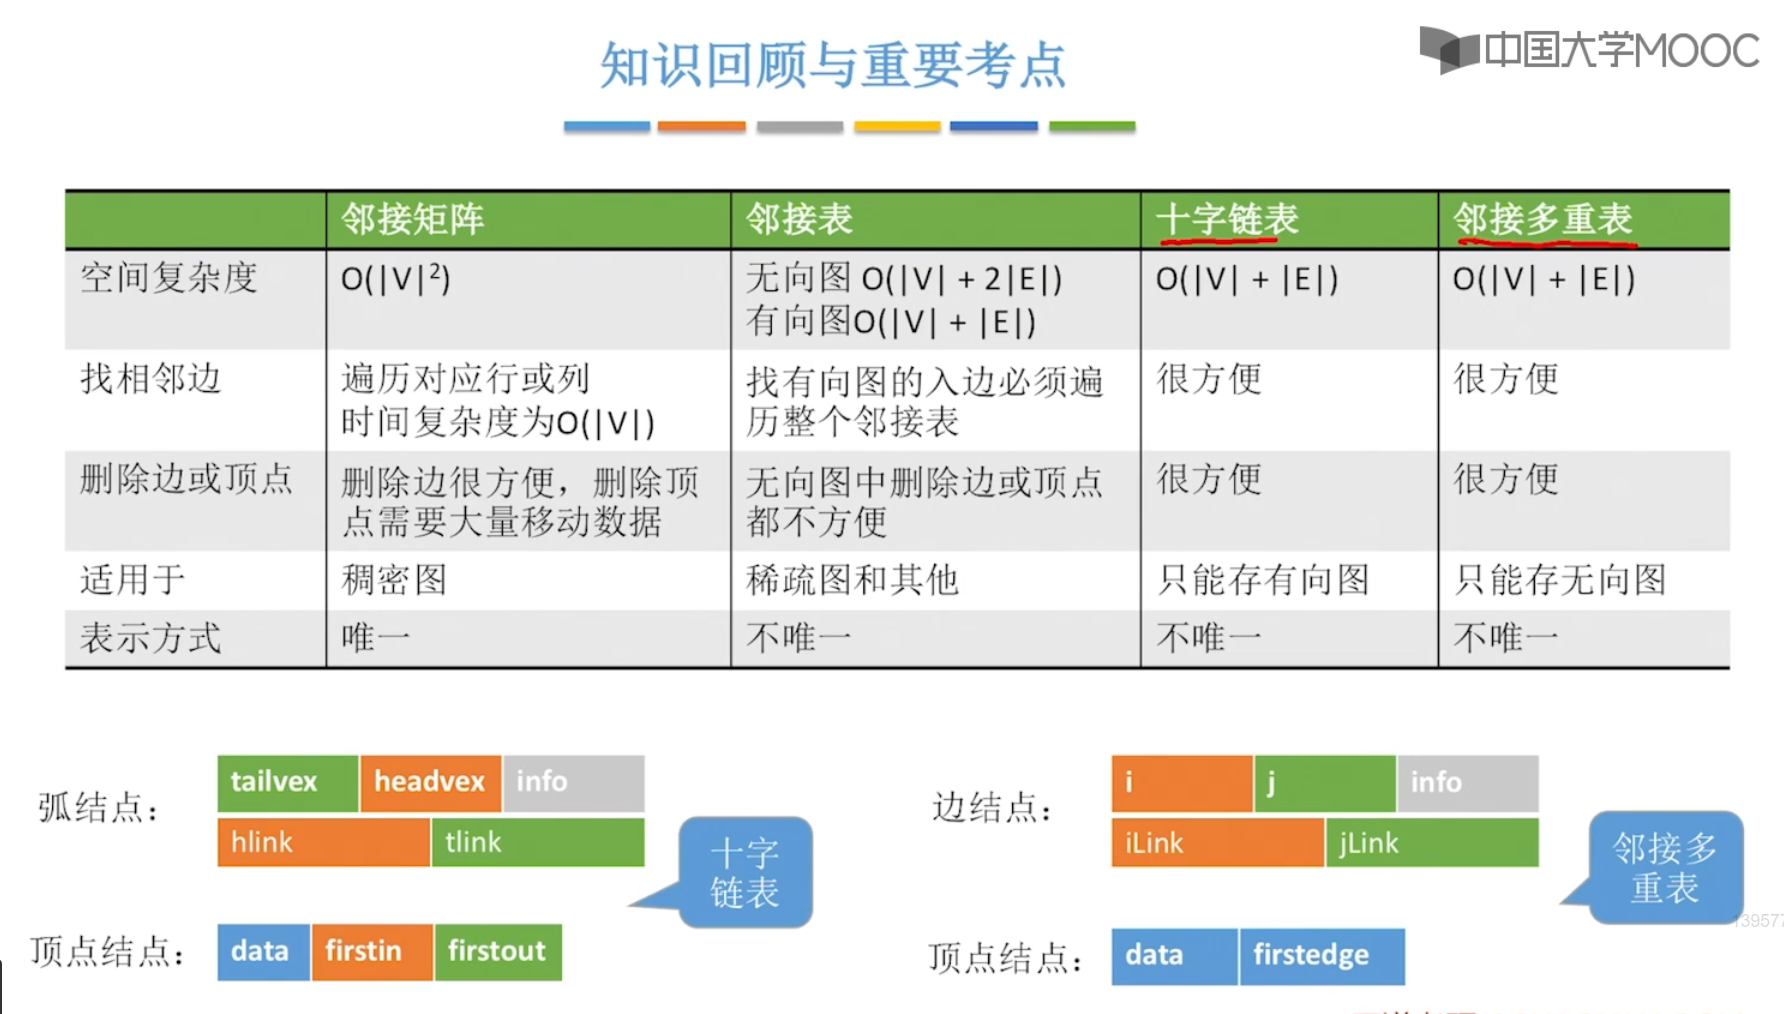 知识回顾与重要考点
中国大学MOOC
邻接矩阵 邻接表 十字链表 邻接多重表
空间复杂度 O(|V|²) 无向图 O(|V| + 2|E|) O(|V| + |E|) O(|V| + |E|)
有向图O(|V| + |E|)
找相邻边 遍历对应行或列 找有向图的入边必须遍 很方便 很方便
时间复杂度为O(|V|) 历整个邻接表
删除边或顶点 删除边很方便，删除顶 无向图中删除边或顶点 很方便 很方便
点需要大量移动数据 都不方便
适用于 稠密图 稀疏图和其他 只能存有向图 只能存无向图
表示方式 唯一 不唯一 不唯一 不唯一
弧结点：
tailvex headvex info
hlink tlink
十字
链表
顶点结点：
data firstin firstout
边结点：
i j info
iLink jLink
邻接多
重表
顶点结点：
data firstedge